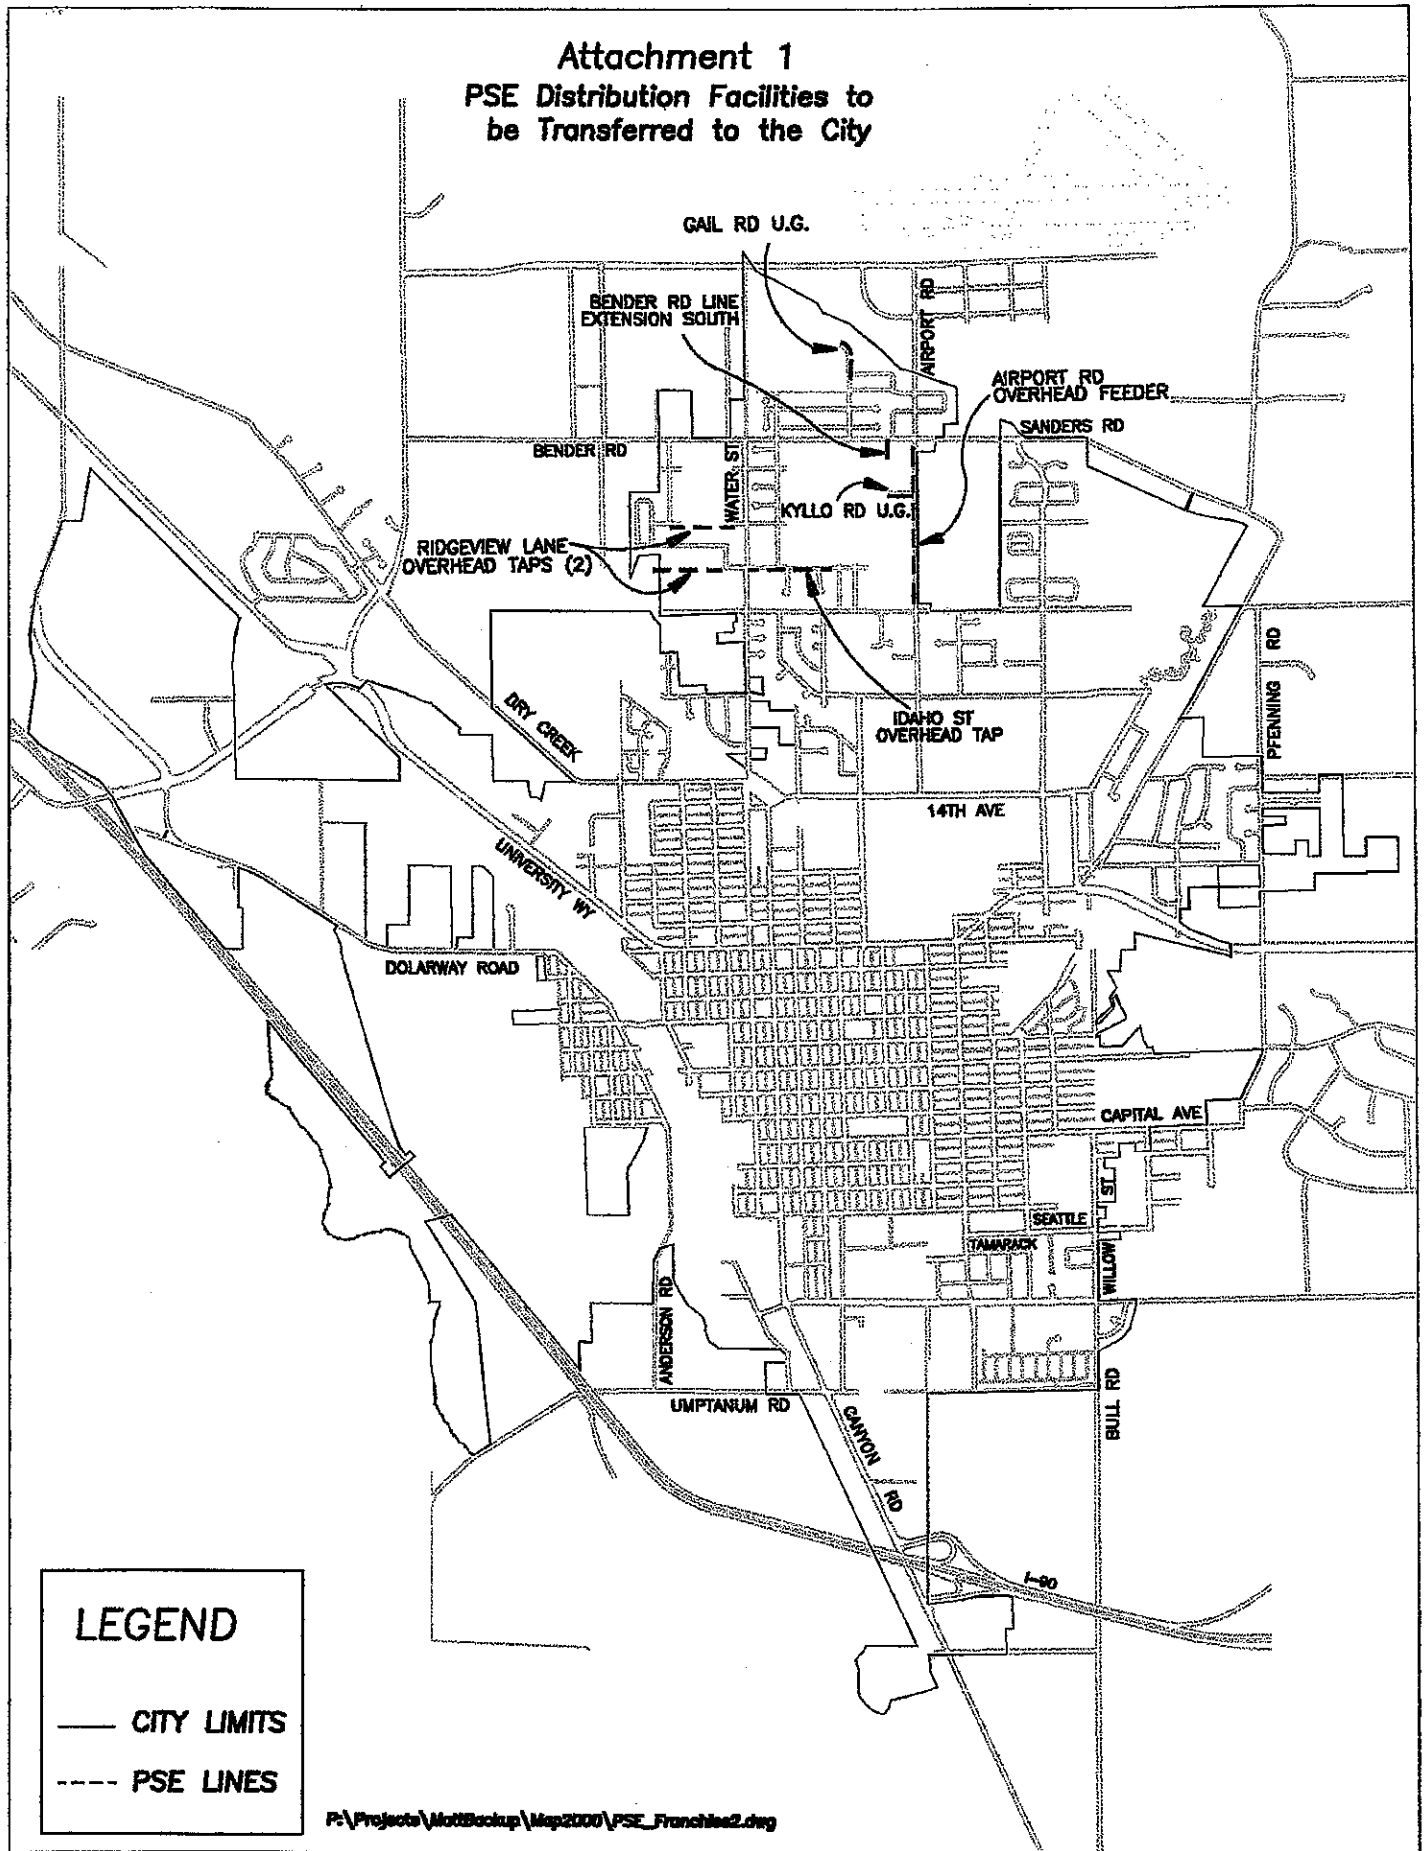 Attachment 1
PSE Distribution Facilities to
be Transferred to the City
GAIL RD U.G.
BENDER RD LINE
EXTENSION SOUTH
AIRPORT RD
AIRPORT RD
OVERHEAD FEEDER
SANDERS RD
BENDER RD
WATER ST
KYLLO RD U.G.
RIDGEVIEW LANE
OVERHEAD TAPS (2)
PFENNING RD
DRY CREEK
IDAHO ST
OVERHEAD TAP
14TH AVE
UNIVERSITY WY
DOLARWAY ROAD
CAPITAL AVE
WILLOW ST
SEATTLE
TAMARACK
ANDERSON RD
UMPTANUM RD
CANYON RD
BULL RD
I-90
LEGEND
CITY LIMITS
PSE LINES
P:\Projects\MattBackup\Map2000\PSE_Franchise2.dwg